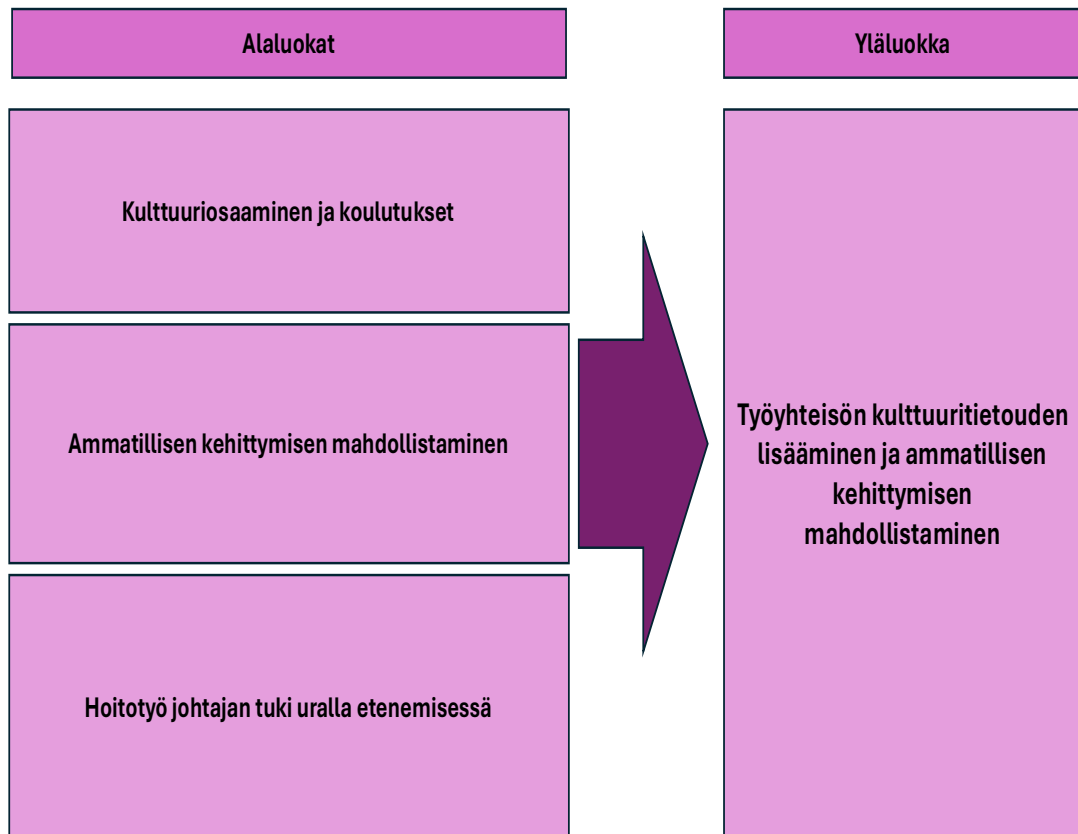 Alaluokat
Yläluokka
Kulttuuriosaaminen ja koulutukset
Ammatillisen kehittymisen mahdollistaminen
Hoitotyö johtajan tuki uralla etenemisessä
Työyhteisön kulttuuritietouden
lisääminen ja ammatillisen
kehittymisen
mahdollistaminen